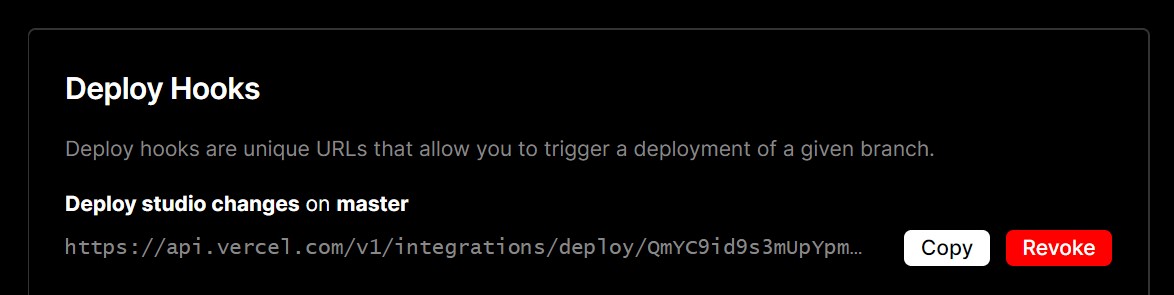 Deploy Hooks
Deploy hooks are unique URLs that allow you to trigger a deployment of a given branch.
Deploy studio changes on master
https://api.vercel.com/v1/integrations/deploy/QmYC9id9s3mUpYpm…
Copy
Revoke